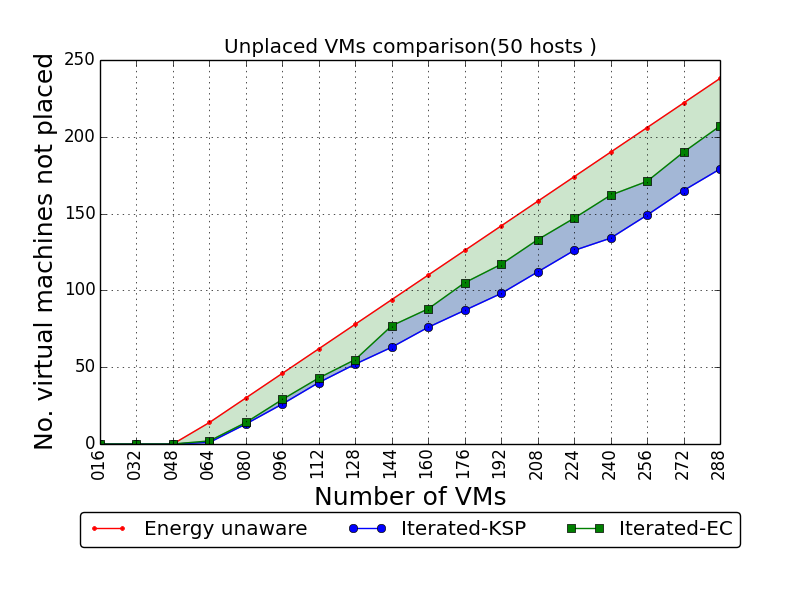 Unplaced VMs comparison(50 hosts )
No. virtual machines not placed
250
200
150
100
50
0
016 032 048 064 080 096 112 128 144 160 176 192 208 224 240 256 272 288
Number of VMs
Energy unaware Iterated-KSP Iterated-EC